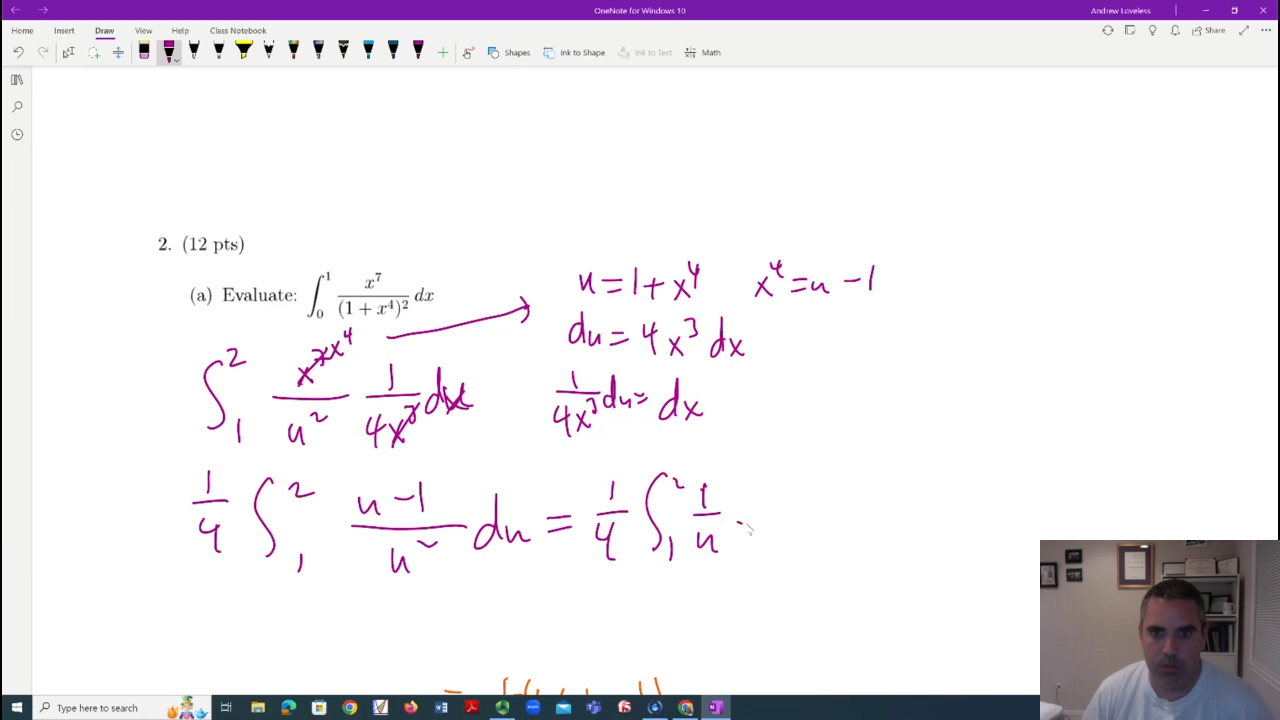 OneNote for Windows 10
Andrew Loveless
Home Insert Draw View Help Class Notebook
Share
Shapes Ink to Shape Ink to Text Math
2. (12 pts)
(a) Evaluate: ∫₀¹ x⁷/(1 + x⁴)² dx
u = 1 + x⁴ x⁴ = u − 1
du = 4x³ dx
1/(4x³) du = dx
∫₁² x³x⁴/u² 1/(4x³) dx
1/4 ∫₁² (u − 1)/u² du = 1/4 ∫₁² 1/u
Type here to search